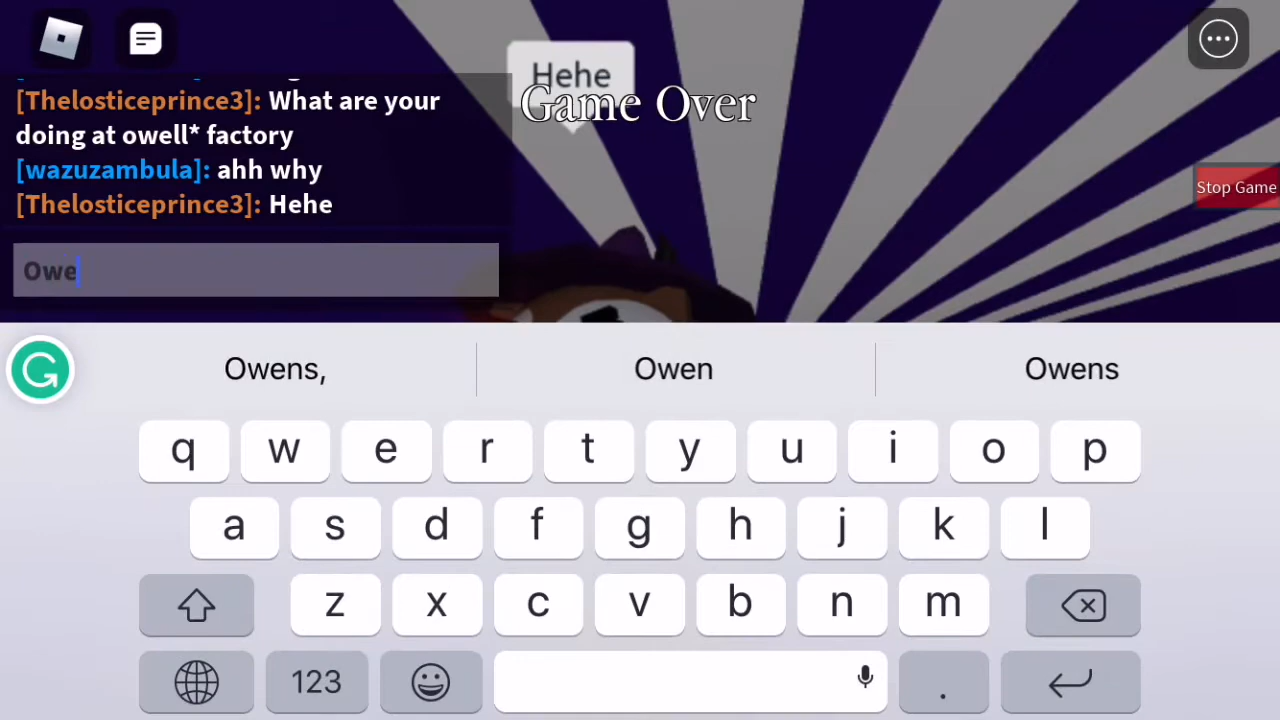 Hehe
Game Over
[Thelosticeprince3]: What are your
doing at owell* factory
[wazuzambula]: ahh why
[Thelosticeprince3]: Hehe
Stop Game
Owe
Owens, Owen Owens
q w e r t y u i o p
a s d f g h j k l
z x c v b n m
123 .